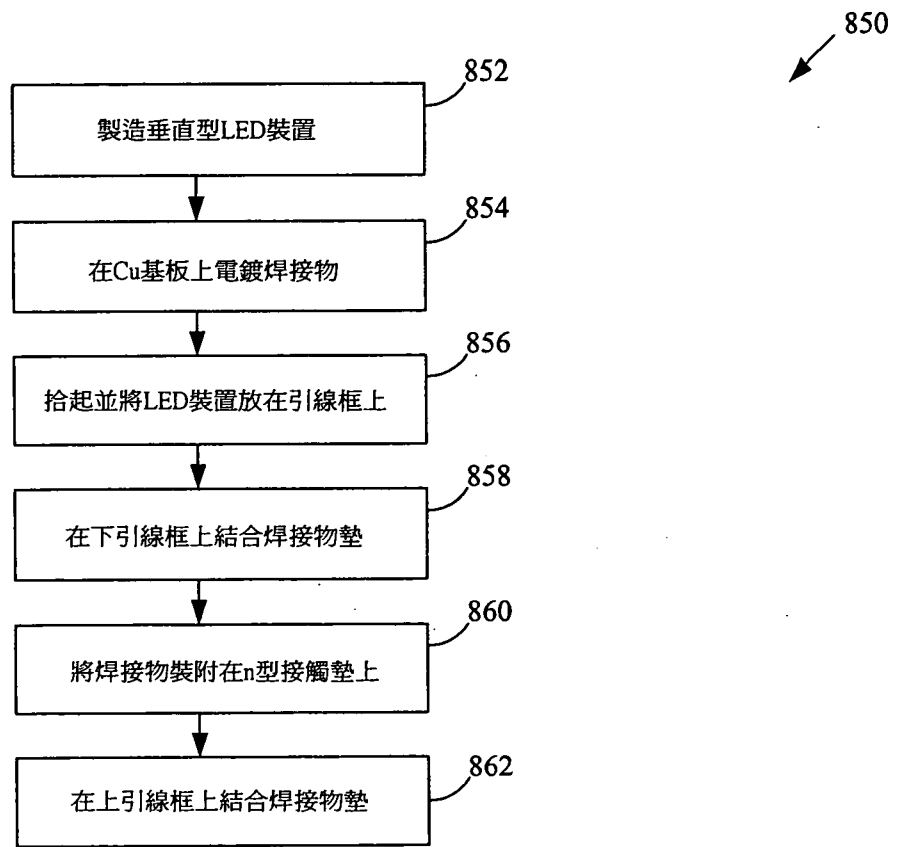 850
852
製造垂直型LED裝置
854
在Cu基板上電鍍焊接物
856
拾起並將LED裝置放在引線框上
858
在下引線框上結合焊接物墊
860
將焊接物裝附在n型接觸墊上
862
在上引線框上結合焊接物墊